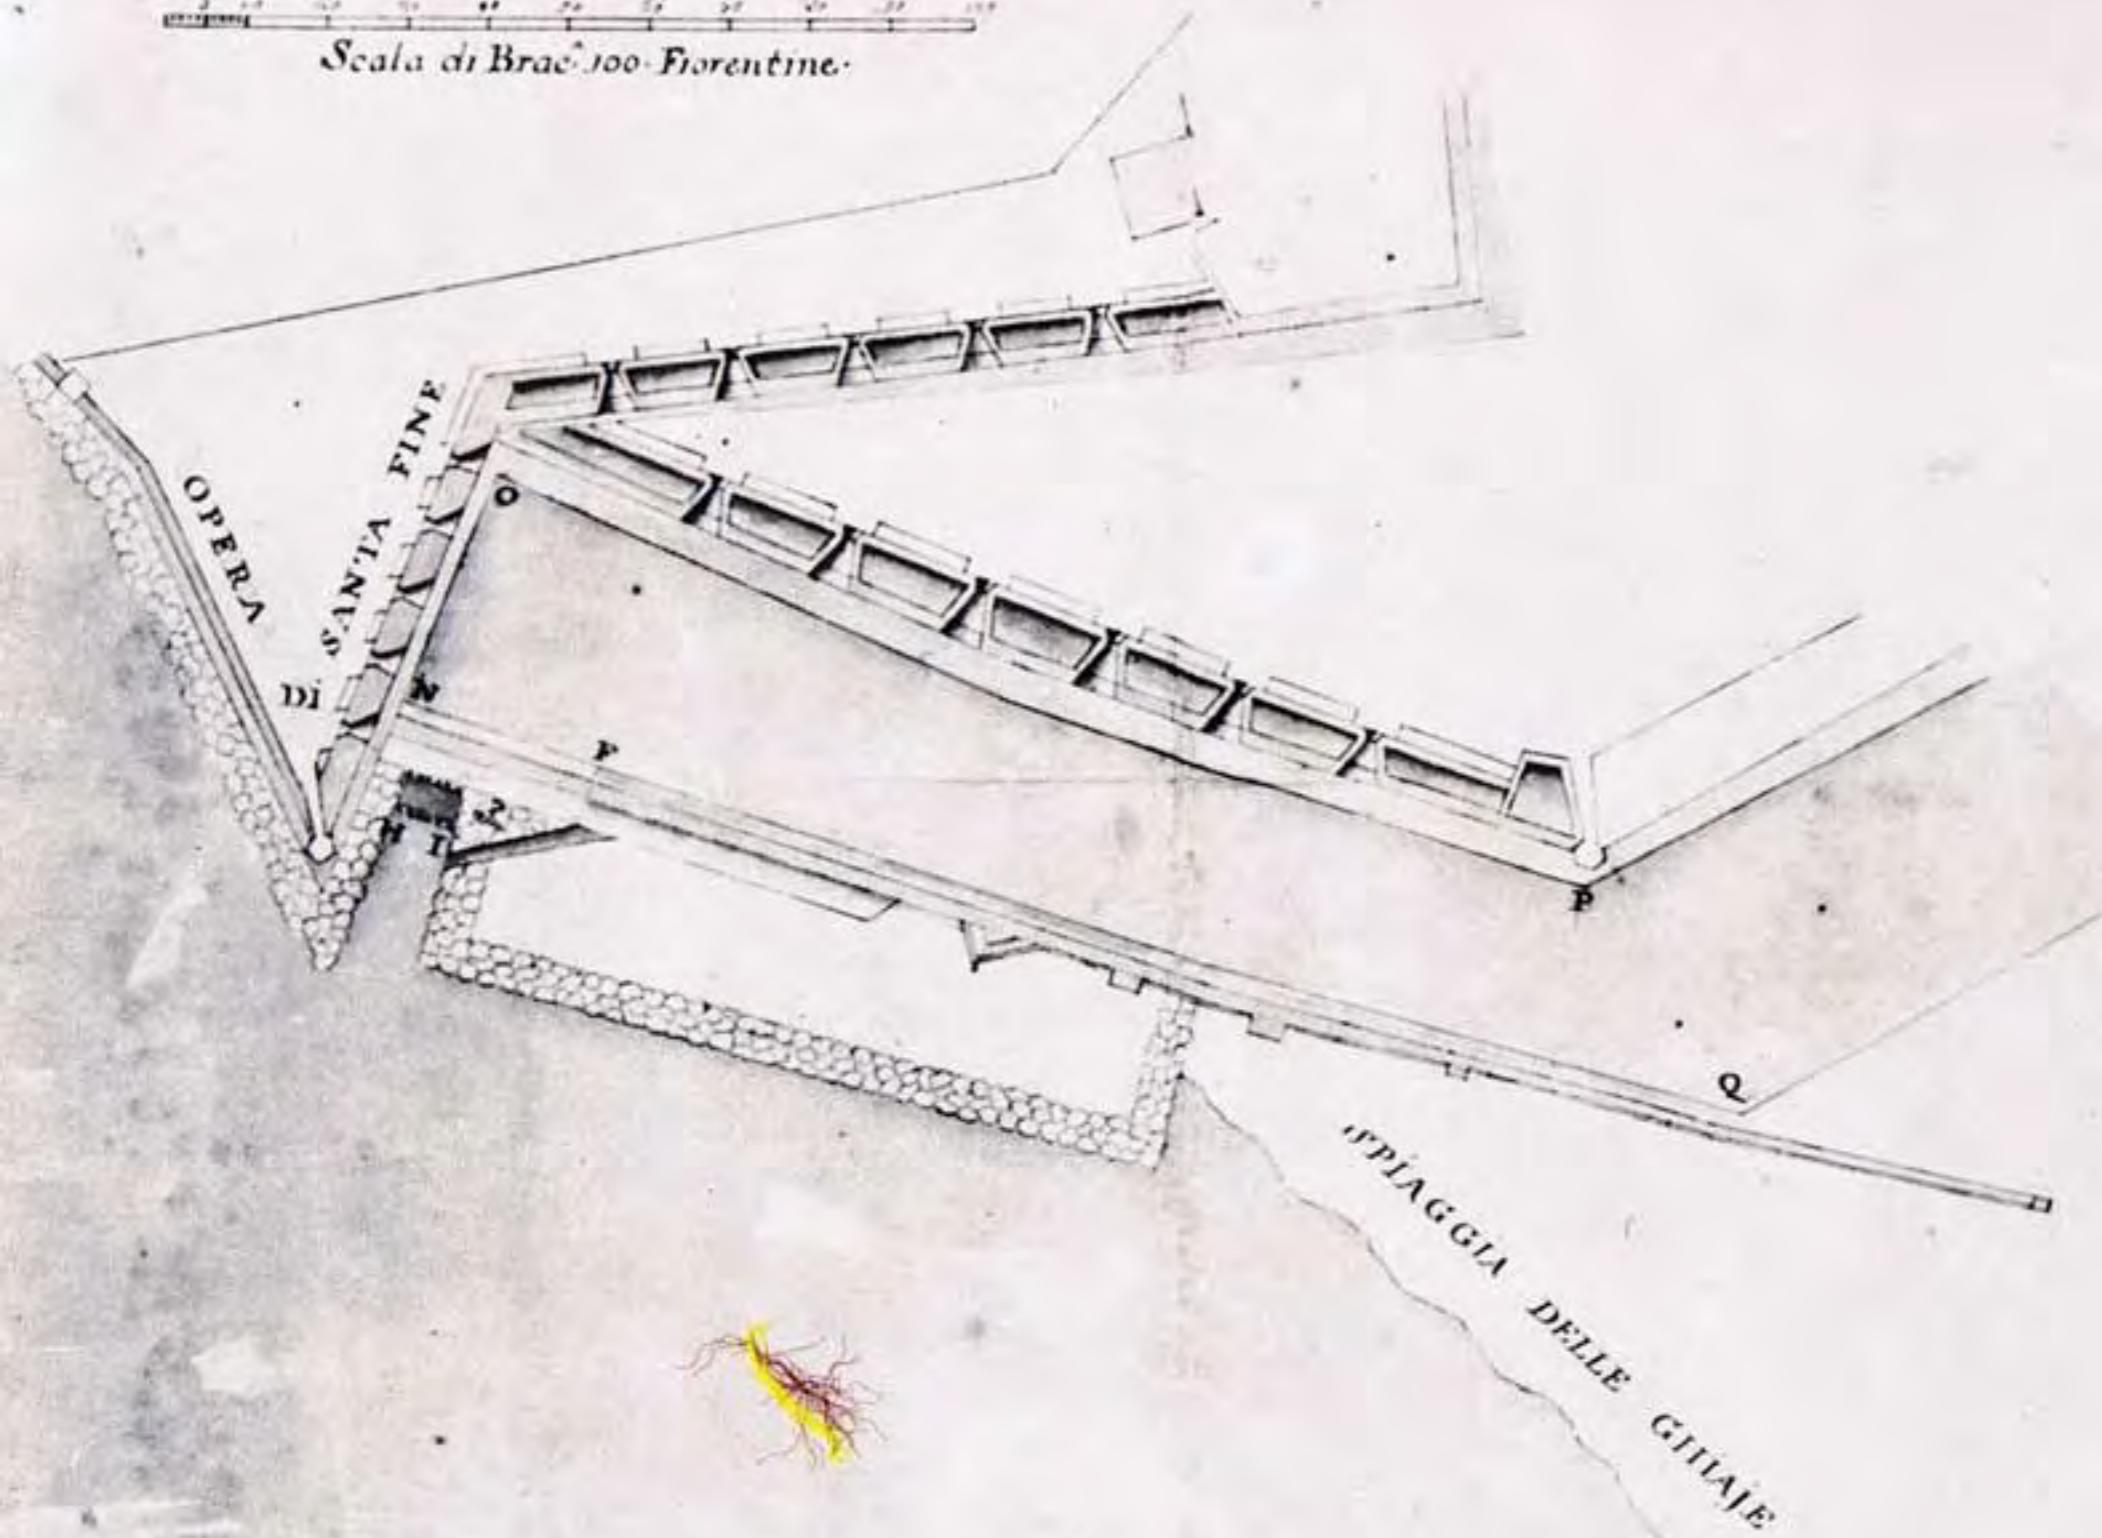 Scala di Brac. 100. Fiorentine.
OPERA
DI
SANTA FINE
O
N
F
H
I
P
Q
SPIAGGIA DELLE GHIAJE